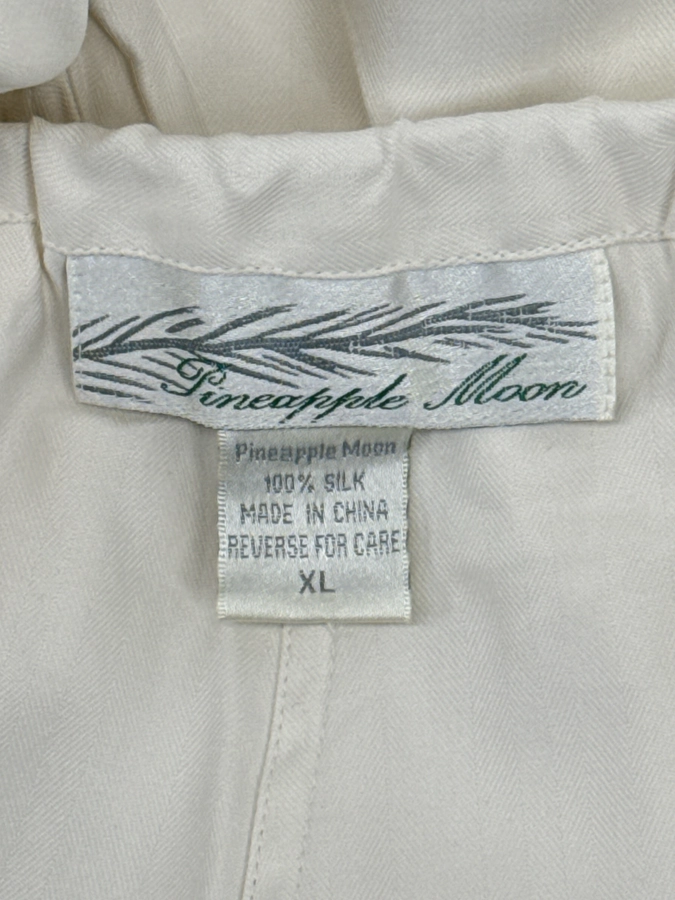 Pineapple Moon
Pineapple Moon
100% SILK
MADE IN CHINA
REVERSE FOR CARE
XL